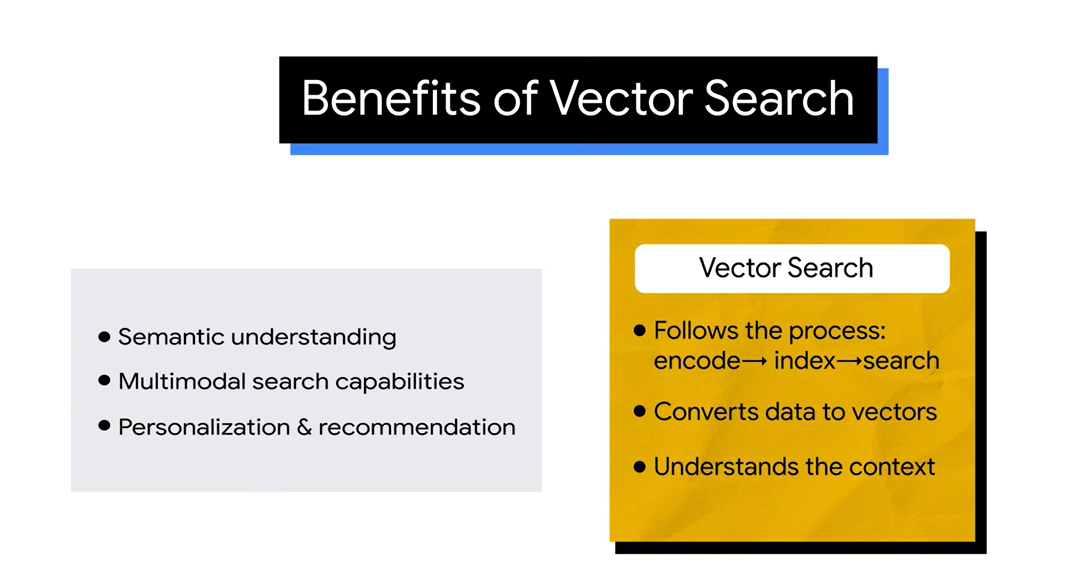 Benefits of Vector Search
● Semantic understanding
● Multimodal search capabilities
● Personalization & recommendation
Vector Search
● Follows the process:
encode→ index→search
● Converts data to vectors
● Understands the context